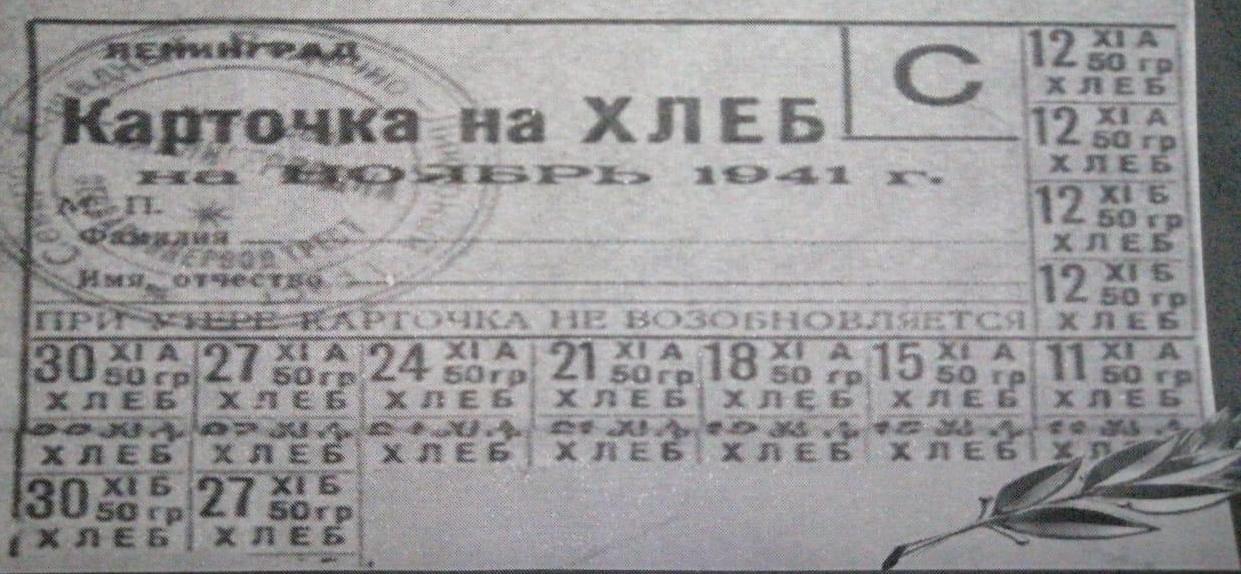 ЛЕНИНГРАД
С
Карточка на ХЛЕБ
на НОЯБРЬ 1941 г.
М. П.
Фамилия
Имя, отчество
ПРИ УТЕРЕ КАРТОЧКА НЕ ВОЗОБНОВЛЯЕТСЯ
12 XI А 50 гр ХЛЕБ
12 XI А 50 гр ХЛЕБ
12 XI Б 50 гр ХЛЕБ
12 XI Б 50 гр ХЛЕБ
30 XI А 50 гр ХЛЕБ
27 XI А 50 гр ХЛЕБ
24 XI А 50 гр ХЛЕБ
21 XI А 50 гр ХЛЕБ
18 XI А 50 гр ХЛЕБ
15 XI А 50 гр ХЛЕБ
11 XI А 50 гр ХЛЕБ
ХЛЕБ ХЛЕБ ХЛЕБ ХЛЕБ ХЛЕБ ХЛЕБ
30 XI Б 50 гр ХЛЕБ
27 XI Б 50 гр ХЛЕБ
ТРЕСТ